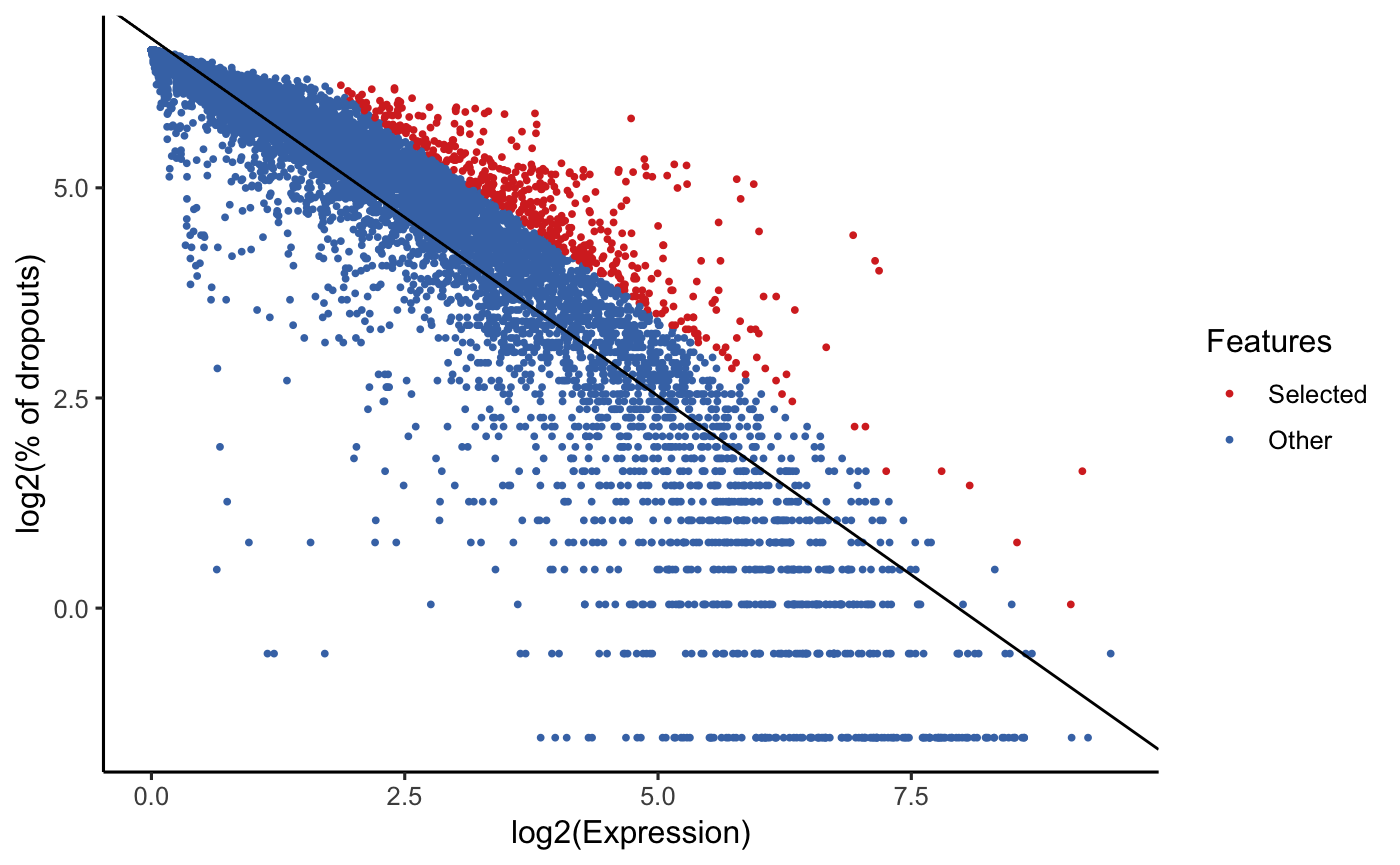 log2(% of dropouts)
5.0
2.5
0.0
0.0 2.5 5.0 7.5
log2(Expression)
Features
Selected
Other